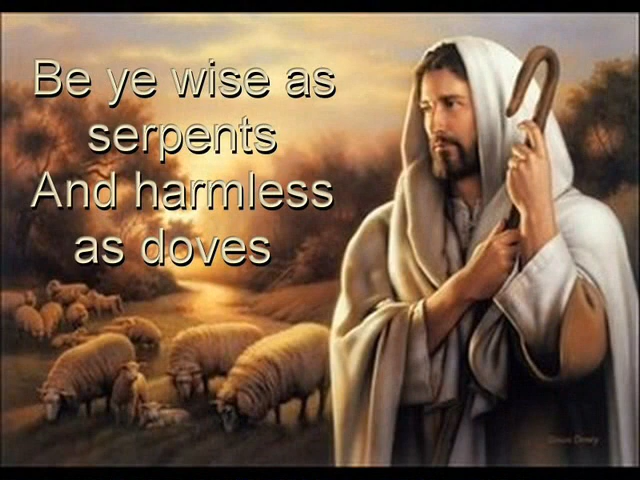 Be ye wise as
serpents
And harmless
as doves